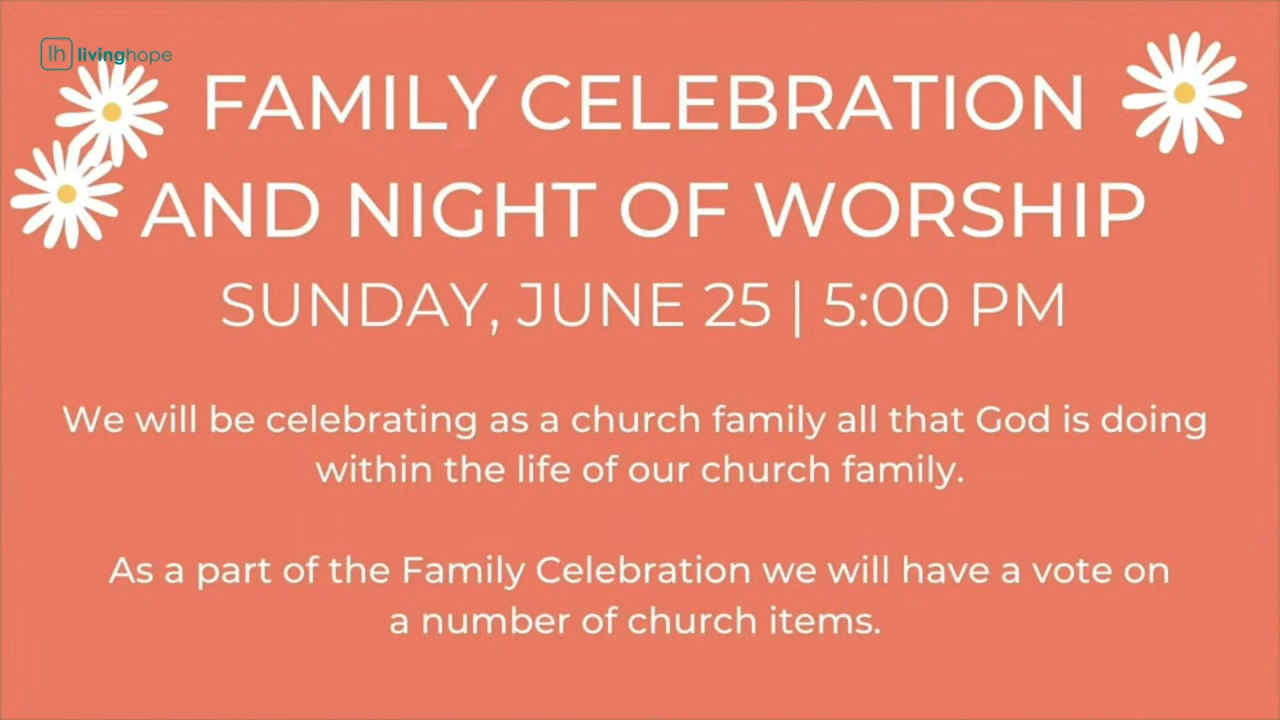 lh livinghope
FAMILY CELEBRATION
AND NIGHT OF WORSHIP
SUNDAY, JUNE 25 | 5:00 PM
We will be celebrating as a church family all that God is doing
within the life of our church family.
As a part of the Family Celebration we will have a vote on
a number of church items.